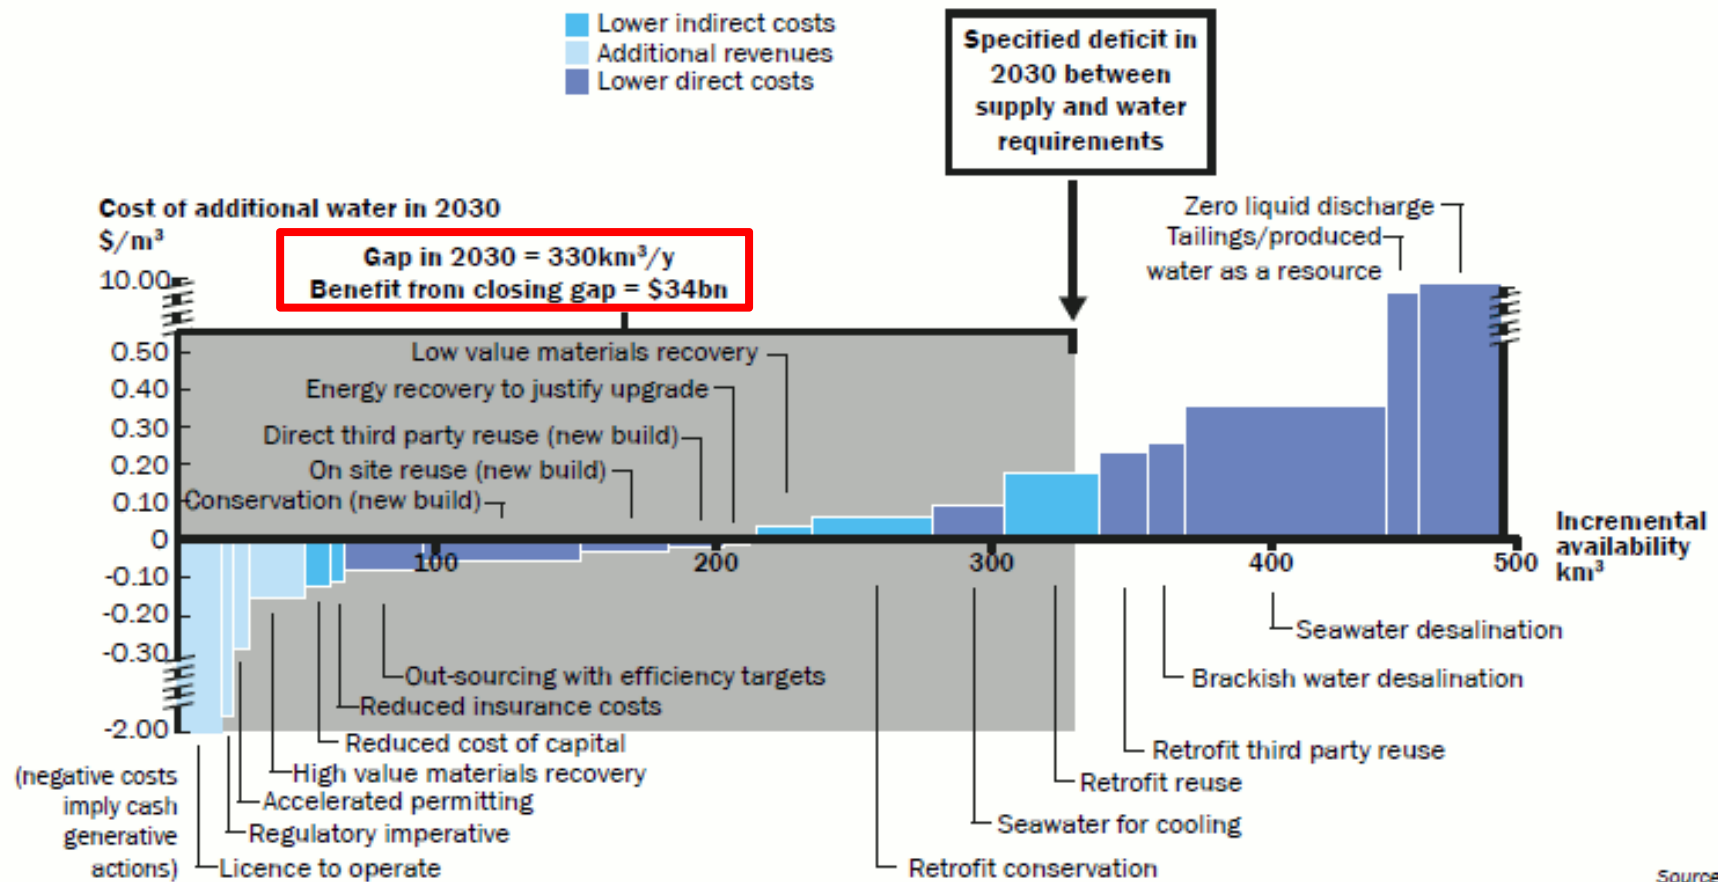 Lower indirect costs
Additional revenues
Lower direct costs
Specified deficit in
2030 between
supply and water
requirements
Cost of additional water in 2030
$/m³
Gap in 2030 = 330km³/y
Benefit from closing gap = $34bn
Zero liquid discharge
Tailings/produced
water as a resource
10.00
0.50
0.40
0.30
0.20
0.10
0
-0.10
-0.20
-0.30
-2.00
Low value materials recovery
Energy recovery to justify upgrade
Direct third party reuse (new build)
On site reuse (new build)
Conservation (new build)
100
200
300
400
500
Incremental
availability
km³
Seawater desalination
Brackish water desalination
Retrofit third party reuse
Retrofit reuse
Seawater for cooling
Retrofit conservation
Out-sourcing with efficiency targets
Reduced insurance costs
Reduced cost of capital
High value materials recovery
Accelerated permitting
Regulatory imperative
Licence to operate
(negative costs
imply cash
generative
actions)
Source